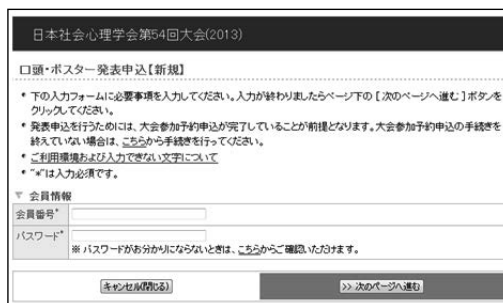 日本社会心理学会第54回大会(2013)
口頭・ポスター発表申込【新規】
* 下の入力フォームに必要事項を入力してください。入力が終わりましたらページ下の［次のページへ進む］ボタンを
クリックしてください。
* 発表申込を行うためには、大会参加予約申込が完了していることが前提となります。大会参加予約申込の手続きを
終えていない場合は、こちらから手続きを行ってください。
* ご利用環境および入力できない文字について
* "*"は入力必須です。
▽ 会員情報
会員番号*
パスワード*
※ パスワードがお分かりにならないときは、こちらからご確認いただけます。
キャンセル(閉じる) >> 次のページへ進む